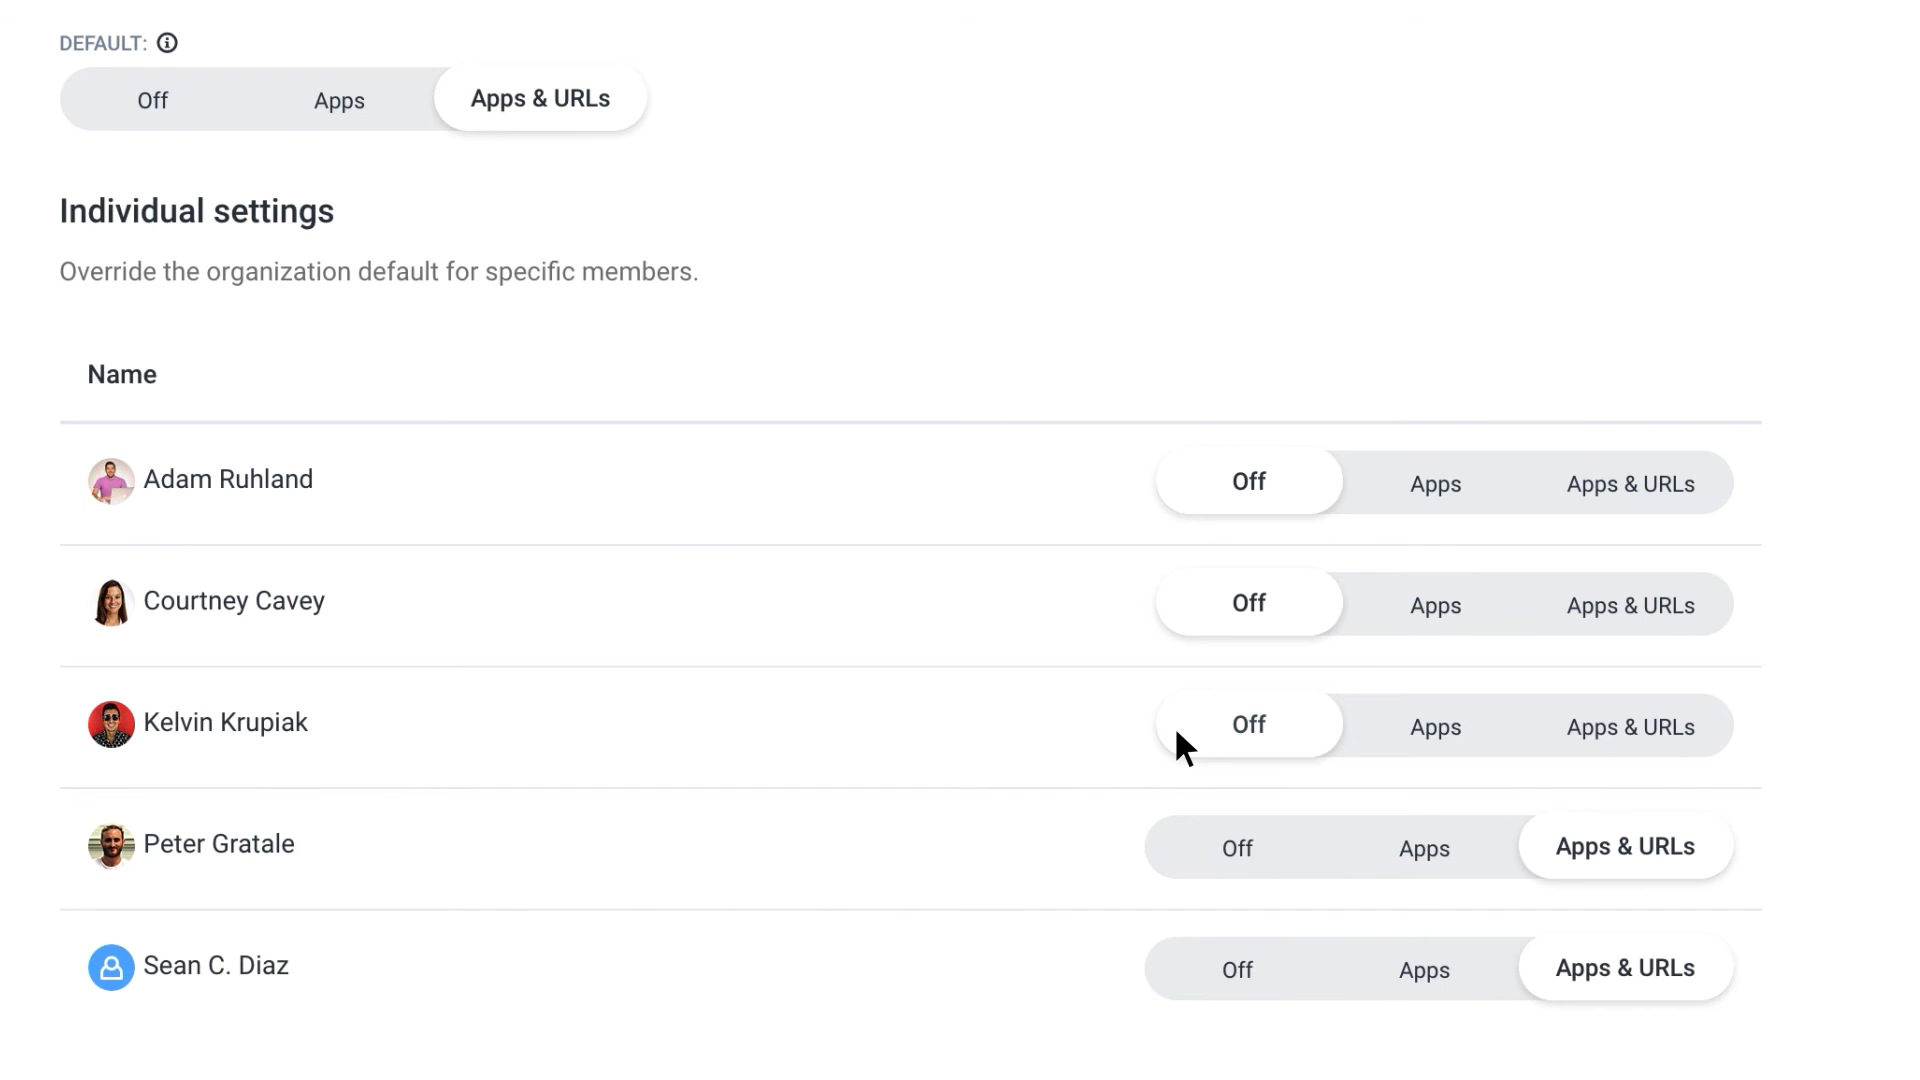 DEFAULT:
Off Apps Apps & URLs
Individual settings
Override the organization default for specific members.
Name
Adam Ruhland Off Apps Apps & URLs
Courtney Cavey Off Apps Apps & URLs
Kelvin Krupiak Off Apps Apps & URLs
Peter Gratale Off Apps Apps & URLs
Sean C. Diaz Off Apps Apps & URLs